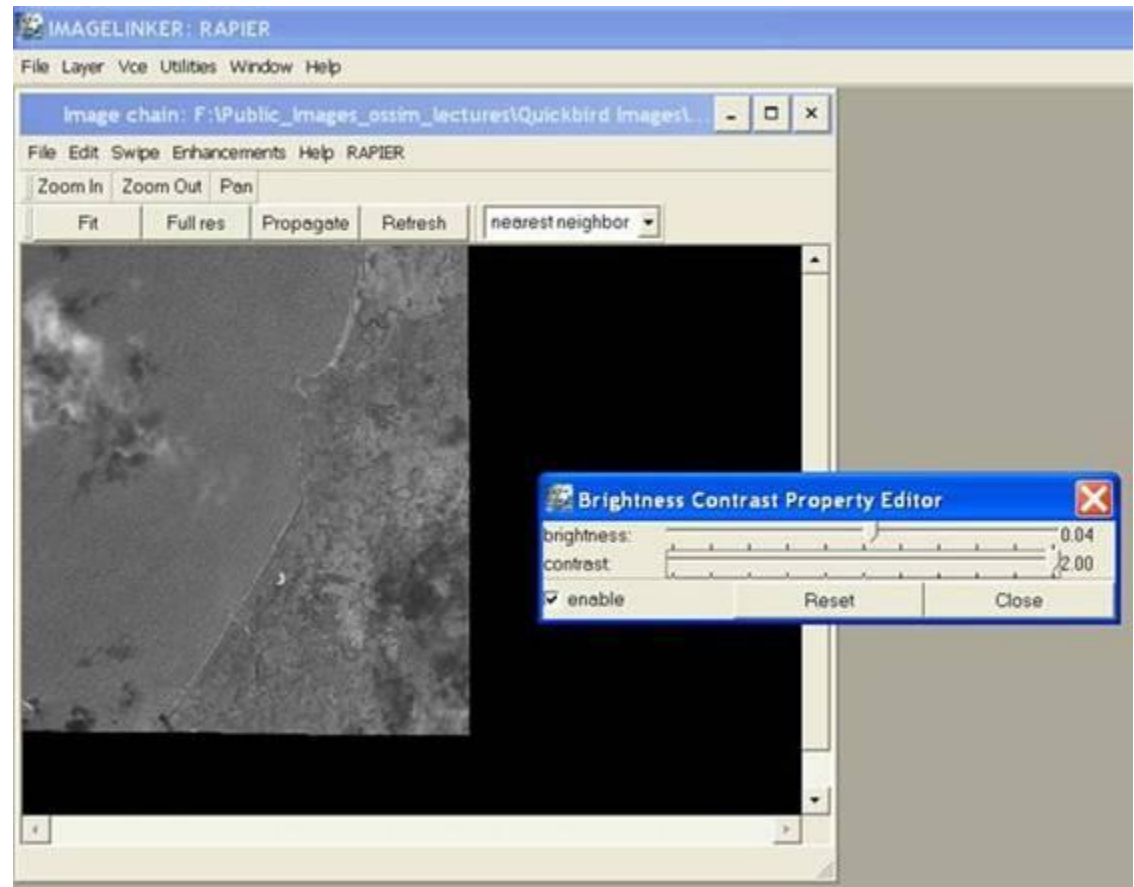 IMAGELINKER: RAPIER
File Layer Vce Utilities Window Help
Image chain: F:\Public_Images_ossim_lectures\Quickbird Images\...
File Edit Swipe Enhancements Help RAPIER
Zoom In Zoom Out Pan
Fit Full res Propagate Refresh nearest neighbor
Brightness Contrast Property Editor
brightness: 0.04
contrast 2.00
enable Reset Close